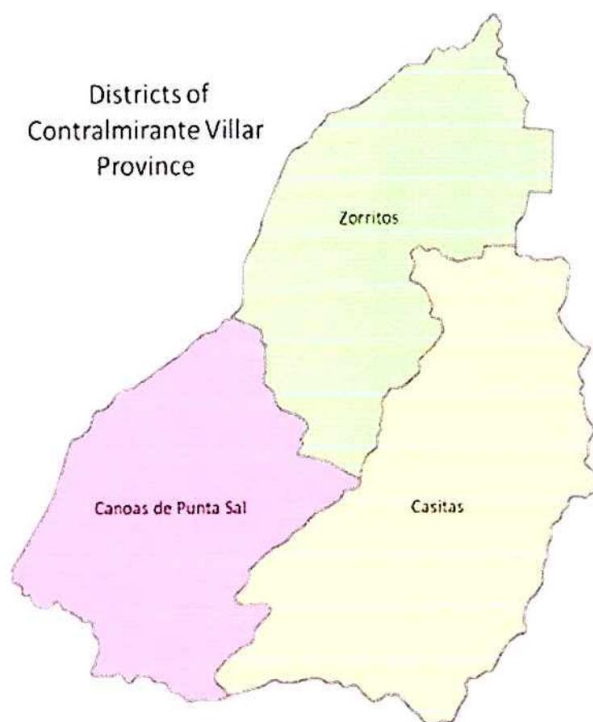 Districts of
Contralmirante Villar
Province
Zorritos
Canoas de Punta Sal
Casitas